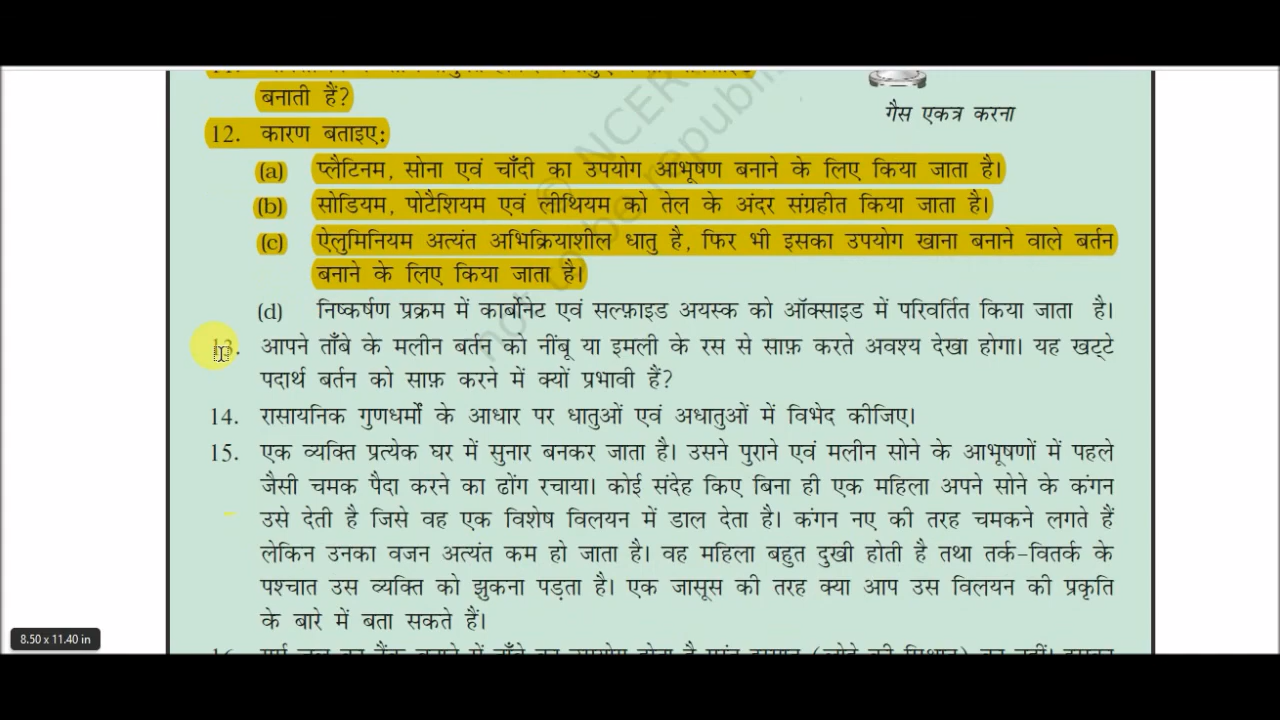 बनाती हैं?
गैस एकत्र करना
12. कारण बताइए:
(a) प्लैटिनम, सोना एवं चाँदी का उपयोग आभूषण बनाने के लिए किया जाता है।
(b) सोडियम, पोटैशियम एवं लीथियम को तेल के अंदर संग्रहीत किया जाता है।
(c) ऐलुमिनियम अत्यंत अभिक्रियाशील धातु है, फिर भी इसका उपयोग खाना बनाने वाले बर्तन
बनाने के लिए किया जाता है।
(d) निष्कर्षण प्रक्रम में कार्बोनेट एवं सल्फ़ाइड अयस्क को ऑक्साइड में परिवर्तित किया जाता है।
13. आपने ताँबे के मलीन बर्तन को नींबू या इमली के रस से साफ़ करते अवश्य देखा होगा। यह खट्टे
पदार्थ बर्तन को साफ़ करने में क्यों प्रभावी हैं?
14. रासायनिक गुणधर्मों के आधार पर धातुओं एवं अधातुओं में विभेद कीजिए।
15. एक व्यक्ति प्रत्येक घर में सुनार बनकर जाता है। उसने पुराने एवं मलीन सोने के आभूषणों में पहले
जैसी चमक पैदा करने का ढोंग रचाया। कोई संदेह किए बिना ही एक महिला अपने सोने के कंगन
उसे देती है जिसे वह एक विशेष विलयन में डाल देता है। कंगन नए की तरह चमकने लगते हैं
लेकिन उनका वजन अत्यंत कम हो जाता है। वह महिला बहुत दुखी होती है तथा तर्क-वितर्क के
पश्चात उस व्यक्ति को झुकना पड़ता है। एक जासूस की तरह क्या आप उस विलयन की प्रकृति
के बारे में बता सकते हैं।
8.50 x 11.40 in
© NCER
not to be republi